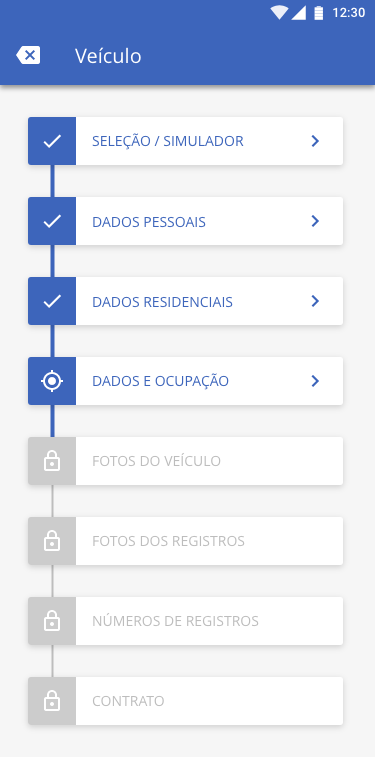 12:30
Veículo
SELEÇÃO / SIMULADOR
DADOS PESSOAIS
DADOS RESIDENCIAIS
DADOS E OCUPAÇÃO
FOTOS DO VEÍCULO
FOTOS DOS REGISTROS
NÚMEROS DE REGISTROS
CONTRATO